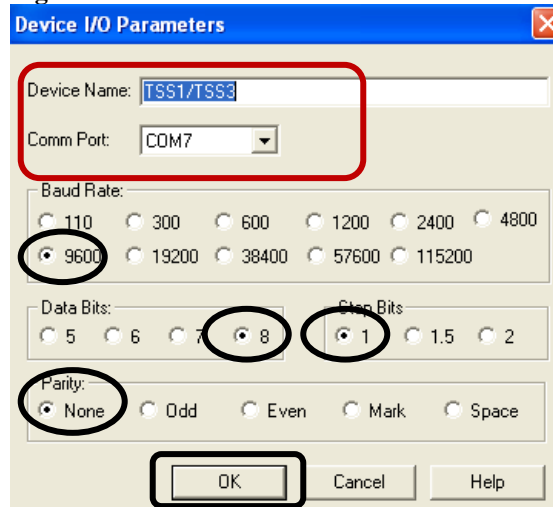 Device I/O Parameters
Device Name: TSS1/TSS3
Comm Port: COM7
Baud Rate:
110 300 600 1200 2400 4800
9600 19200 38400 57600 115200
Data Bits: Stop Bits
5 6 7 8 1 1.5 2
Parity:
None Odd Even Mark Space
OK Cancel Help